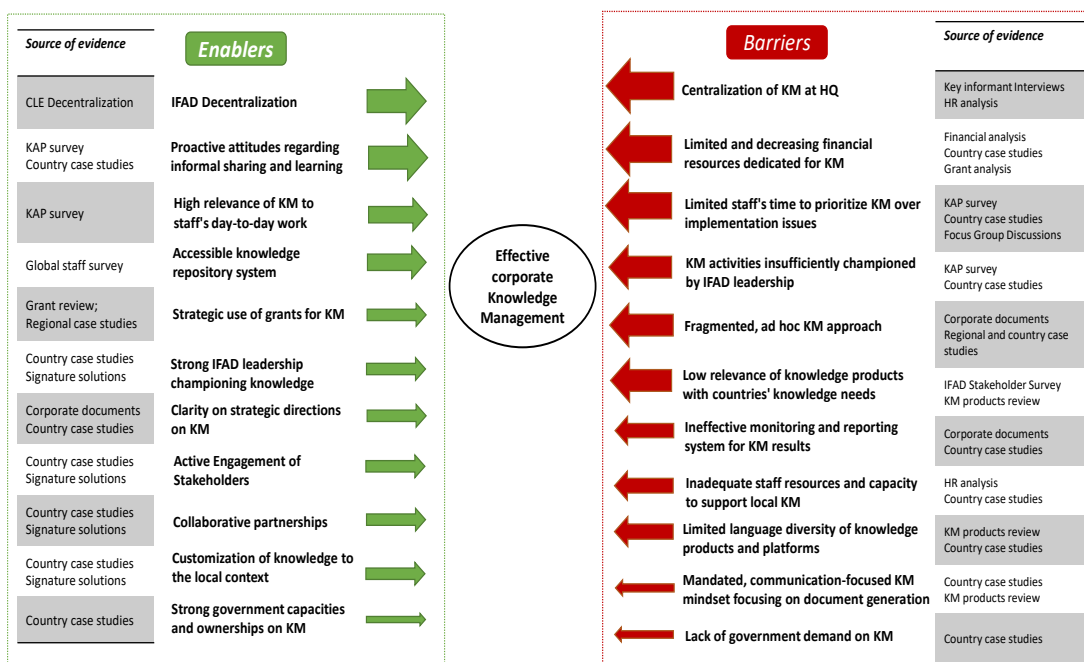 Source of evidence
Enablers
CLE Decentralization
IFAD Decentralization
KAP survey
Country case studies
Proactive attitudes regarding
informal sharing and learning
KAP survey
High relevance of KM to
staff's day-to-day work
Global staff survey
Accessible knowledge
repository system
Grant review;
Regional case studies
Strategic use of grants for KM
Country case studies
Signature solutions
Strong IFAD leadership
championing knowledge
Corporate documents
Country case studies
Clarity on strategic directions
on KM
Country case studies
Signature solutions
Active Engagement of
Stakeholders
Country case studies
Signature solutions
Collaborative partnerships
Country case studies
Signature solutions
Customization of knowledge to
the local context
Country case studies
Strong government capacities
and ownerships on KM
Effective
corporate
Knowledge
Management
Barriers
Source of evidence
Centralization of KM at HQ
Key informant Interviews
HR analysis
Limited and decreasing financial
resources dedicated for KM
Financial analysis
Country case studies
Grant analysis
Limited staff's time to prioritize KM over
implementation issues
KAP survey
Country case studies
Focus Group Discussions
KM activities insufficiently championed
by IFAD leadership
KAP survey
Country case studies
Fragmented, ad hoc KM approach
Corporate documents
Regional and country case
studies
Low relevance of knowledge products
with countries' knowledge needs
IFAD Stakeholder Survey
KM products review
Ineffective monitoring and reporting
system for KM results
Corporate documents
Country case studies
Inadequate staff resources and capacity
to support local KM
HR analysis
Country case studies
Limited language diversity of knowledge
products and platforms
KM products review
Country case studies
Mandated, communication-focused KM
mindset focusing on document generation
Country case studies
KM products review
Lack of government demand on KM
Country case studies